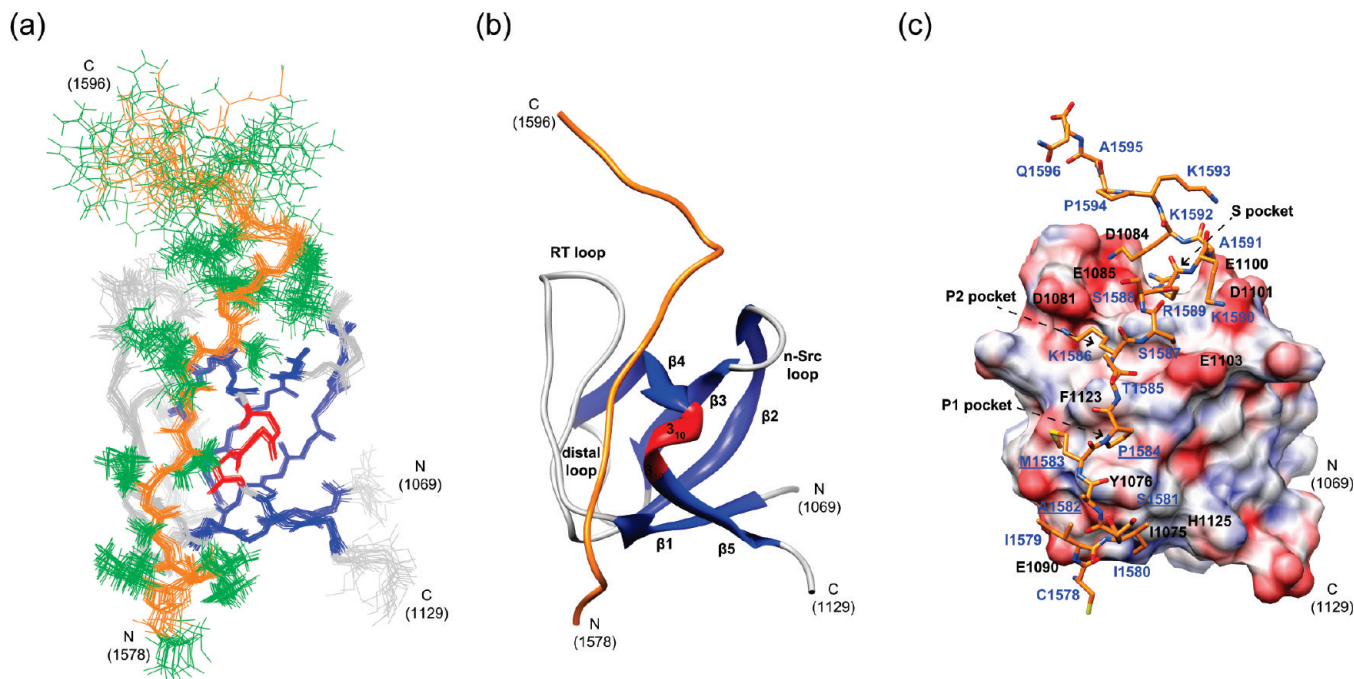 (a)
(b)
(c)
C
(1596)
N
(1069)
C
(1129)
N
(1578)
C
(1596)
RT loop
β4
n-Src
loop
β3
β2
3₁₀
distal
loop
N
(1069)
β1
β5
C
(1129)
N
(1578)
A1595
Q1596
K1593
P1594
K1592
S pocket
D1084
A1591
E1085
E1100
P2 pocket
D1081
S1588
D1101
R1589
K1590
K1586
S1587
E1103
T1585
P1 pocket
F1123
P1584
M1583
Y1076
N
(1069)
A1582
S1581
I1579
I1075
H1125
E1090
I1580
C1578
C
(1129)